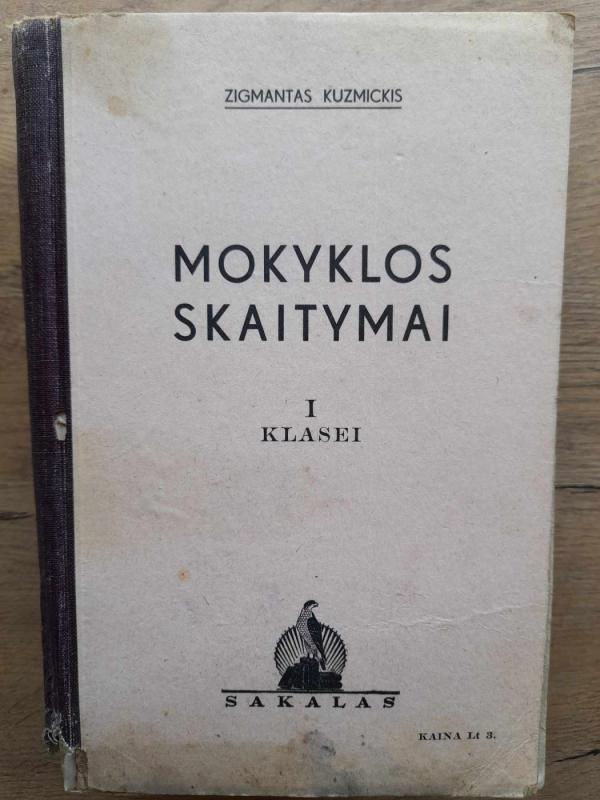 ZIGMANTAS KUZMICKIS
MOKYKLOS
SKAITYMAI
I
KLASEI
SAKALAS
KAINA Lt 3.